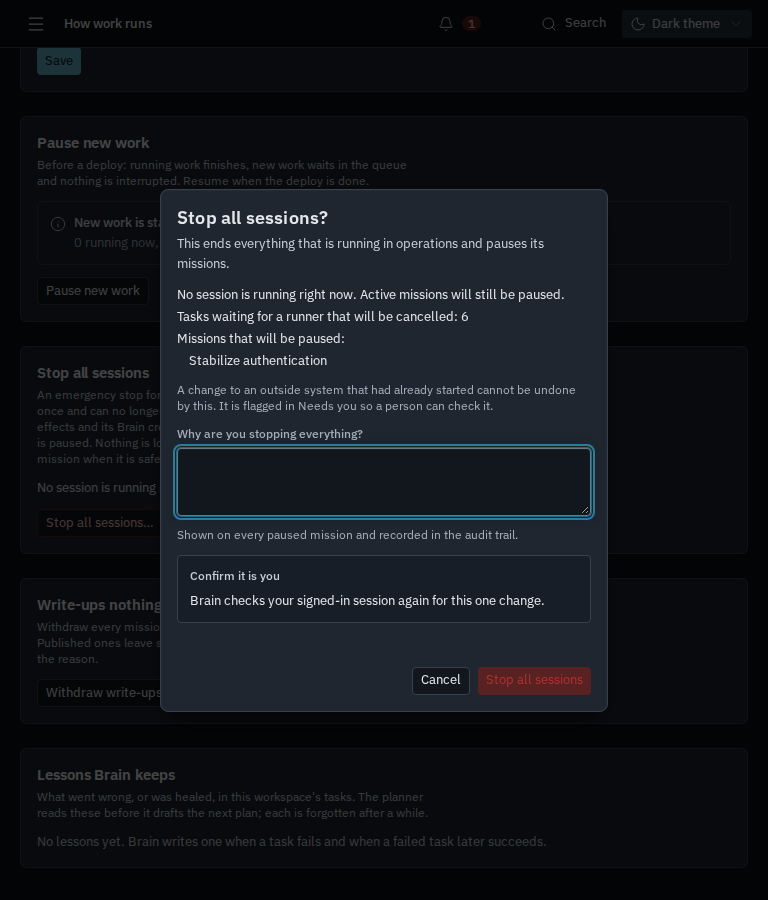 How work runs
1
Search
Dark theme
Save
Pause new work
Before a deploy: running work finishes, new work waits in the queue
and nothing is interrupted. Resume when the deploy is done.
New work is sta
0 running now,
Pause new work
Stop all sessions
An emergency stop for
once and can no longe
effects and its Brain cre
is paused. Nothing is lo
mission when it is safe
No session is running
Stop all sessions...
Stop all sessions?
This ends everything that is running in operations and pauses its
missions.
No session is running right now. Active missions will still be paused.
Tasks waiting for a runner that will be cancelled: 6
Missions that will be paused:
Stabilize authentication
A change to an outside system that had already started cannot be undone
by this. It is flagged in Needs you so a person can check it.
Why are you stopping everything?
Shown on every paused mission and recorded in the audit trail.
Confirm it is you
Brain checks your signed-in session again for this one change.
Cancel
Stop all sessions
Write-ups nothing
Withdraw every missio
Published ones leave s
the reason.
Withdraw write-ups
Lessons Brain keeps
What went wrong, or was healed, in this workspace's tasks. The planner
reads these before it drafts the next plan; each is forgotten after a while.
No lessons yet. Brain writes one when a task fails and when a failed task later succeeds.